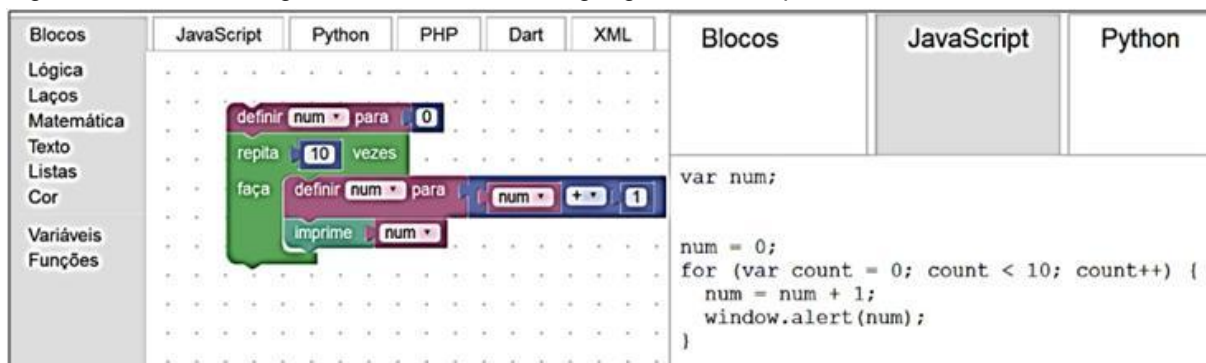 Blocos JavaScript Python PHP Dart XML
Lógica
Laços
Matemática
Texto
Listas
Cor
Variáveis
Funções
definir num para 0
repita 10 vezes
faça definir num para num + 1
imprime num
Blocos JavaScript Python
var num;
num = 0;
for (var count = 0; count < 10; count++) {
num = num + 1;
window.alert(num);
}